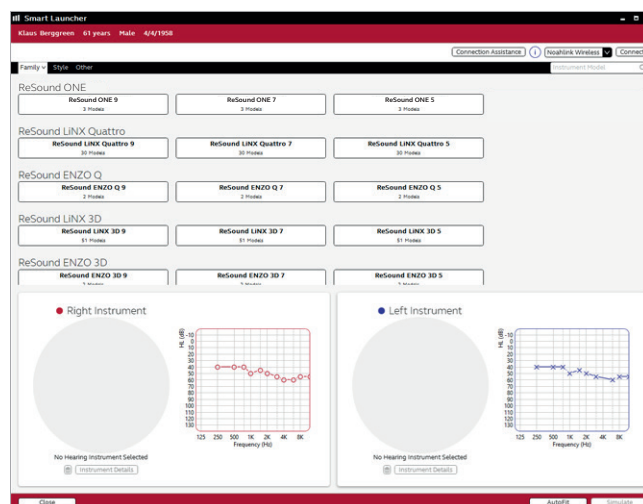 Smart Launcher
Klaus Berggreen 61 years Male 4/4/1958
Connection Assistance i Noahlink Wireless Connect
Family Style Other Instrument Model
ReSound ONE
ReSound ONE 9 ReSound ONE 7 ReSound ONE 5
3 Models 3 Models 3 Models
ReSound LiNX Quattro
ReSound LiNX Quattro 9 ReSound LiNX Quattro 7 ReSound LiNX Quattro 5
30 Models 30 Models 30 Models
ReSound ENZO Q
ReSound ENZO Q 9 ReSound ENZO Q 7 ReSound ENZO Q 5
2 Models 2 Models 2 Models
ReSound LiNX 3D
ReSound LiNX 3D 9 ReSound LiNX 3D 7 ReSound LiNX 3D 5
51 Models 51 Models 51 Models
ReSound ENZO 3D
ReSound ENZO 3D 9 ReSound ENZO 3D 7 ReSound ENZO 3D 5
Right Instrument
HL (dB)
-10
0
10
20
30
40
50
60
70
80
90
100
110
120
130
125 250 500 1K 2K 4K 8K
Frequency (Hz)
No Hearing Instrument Selected
Instrument Details
Left Instrument
HL (dB)
-10
0
10
20
30
40
50
60
70
80
90
100
110
120
130
125 250 500 1K 2K 4K 8K
Frequency (Hz)
No Hearing Instrument Selected
Instrument Details
Close AutoFit Simulate